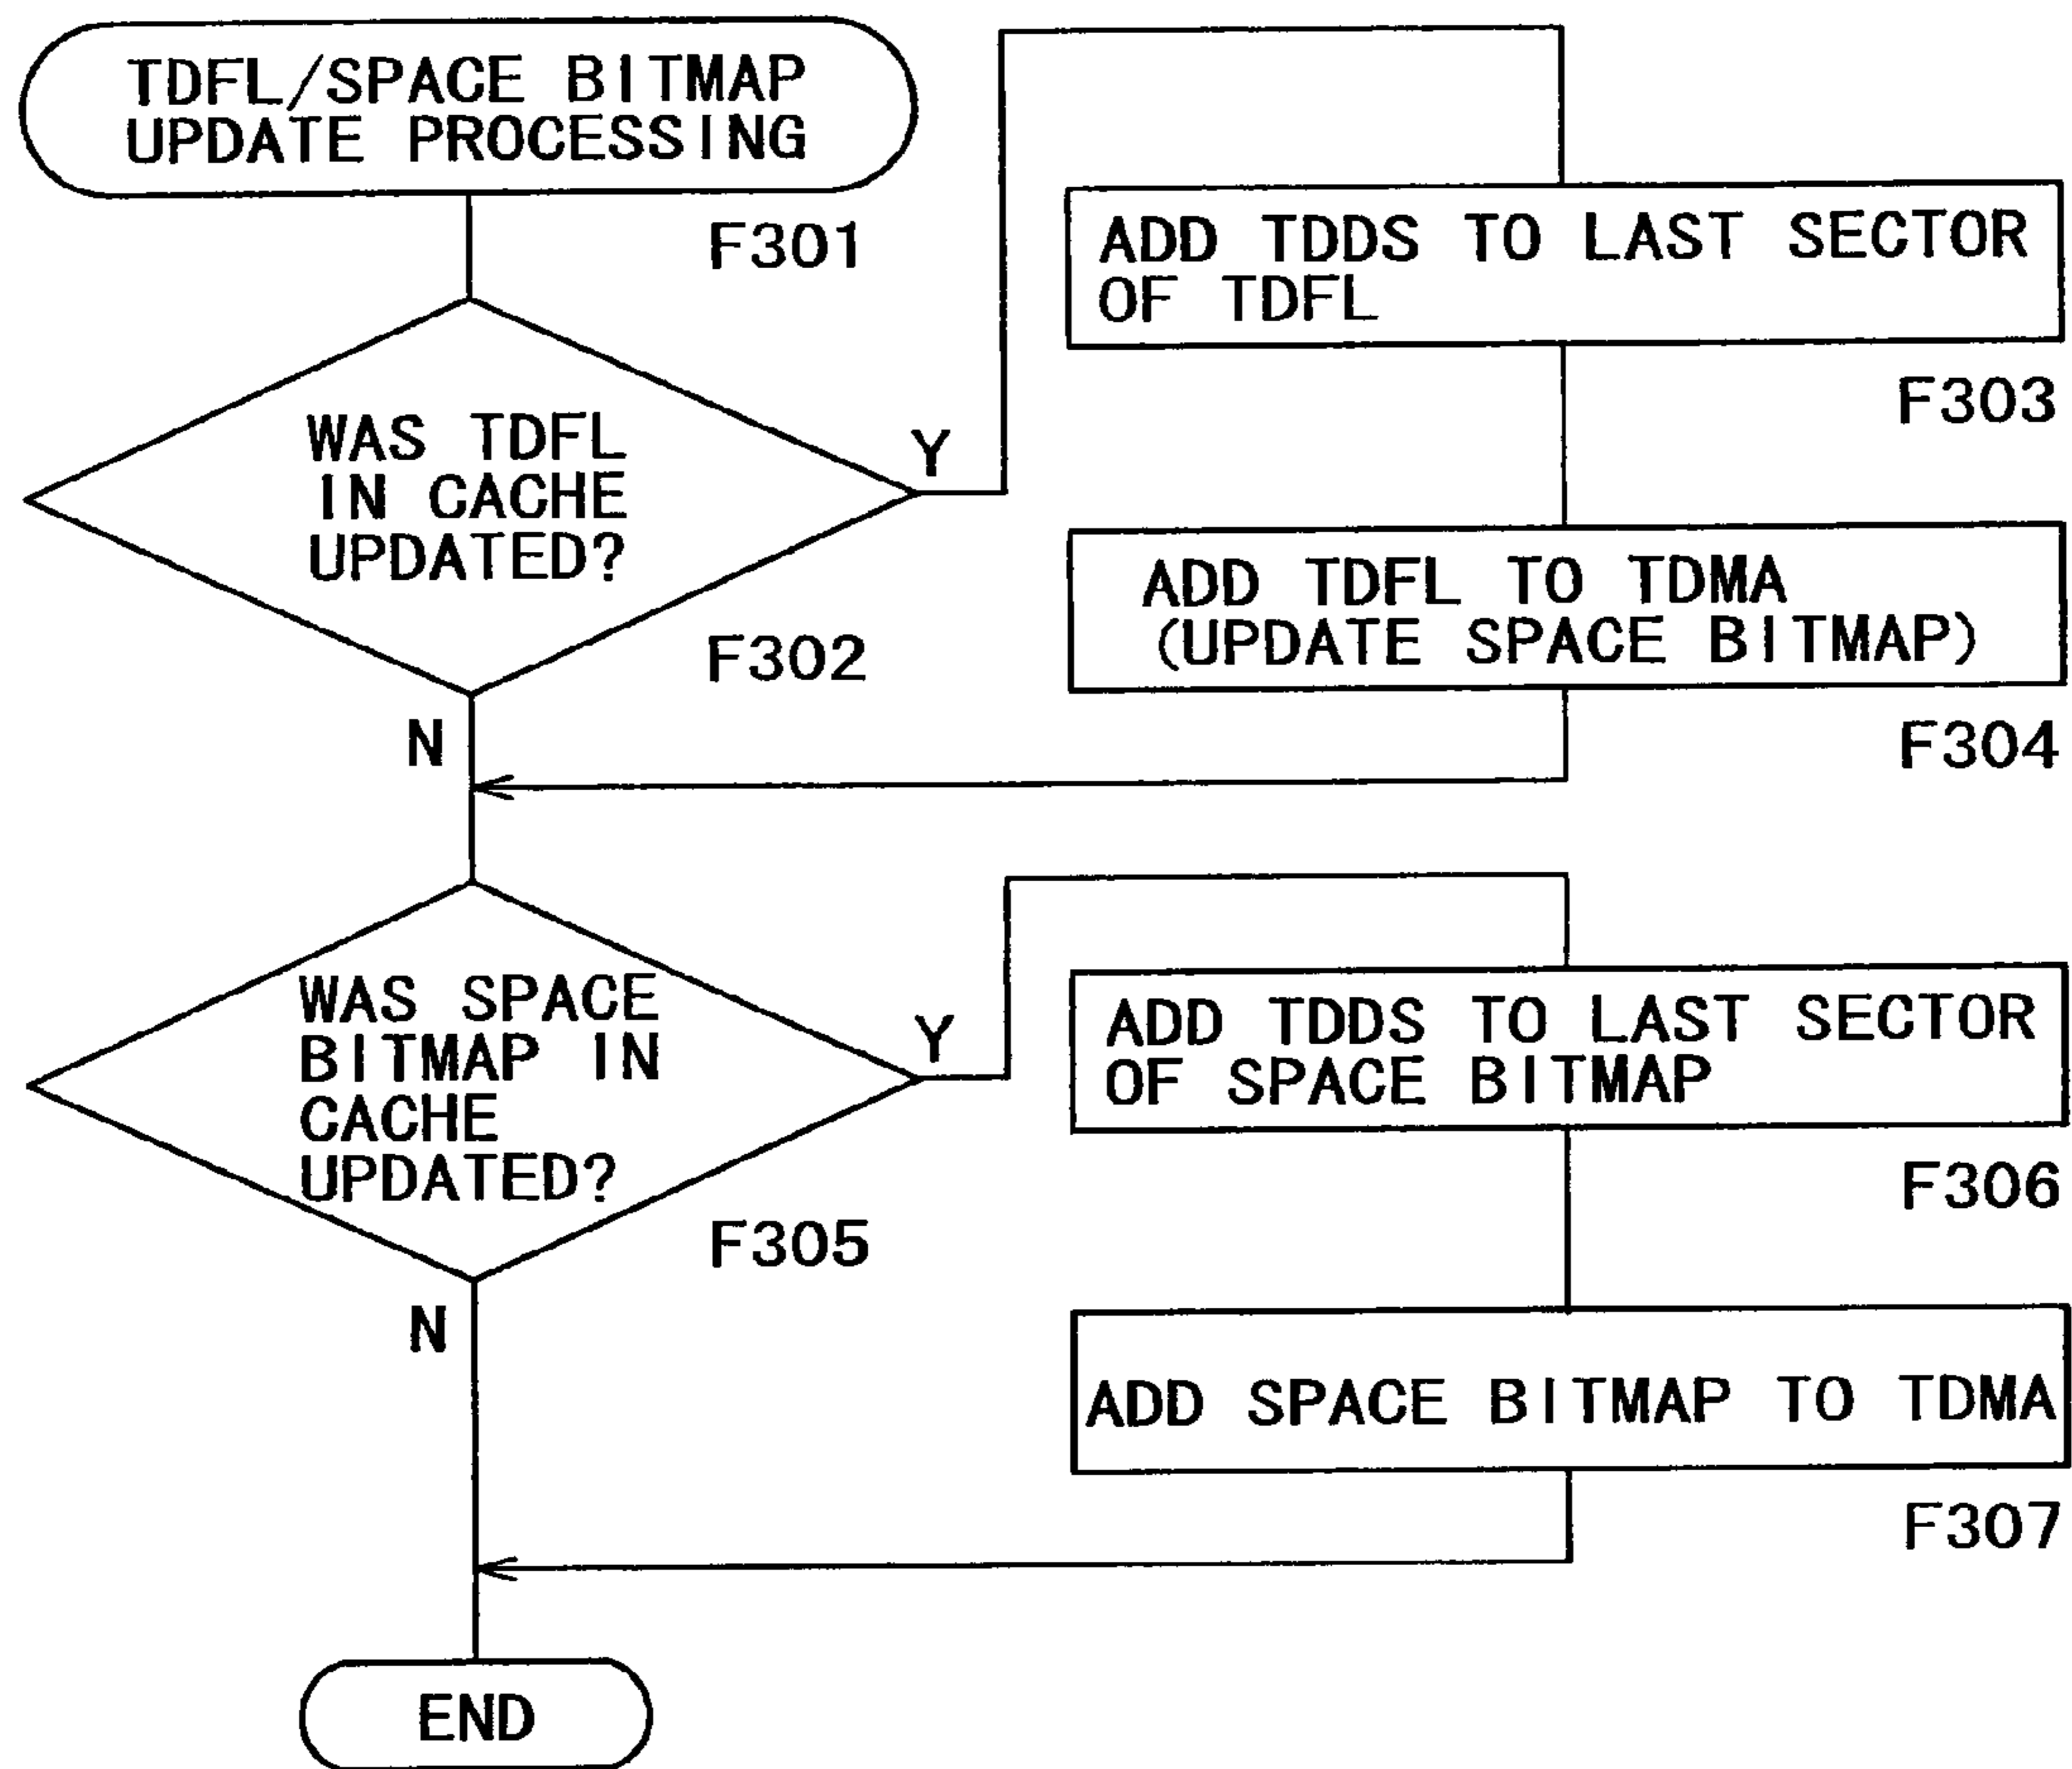 TDFL/SPACE BITMAP
UPDATE PROCESSING
F301
WAS TDFL
IN CACHE
UPDATED?
F302
Y
N
ADD TDDS TO LAST SECTOR
OF TDFL
F303
ADD TDFL TO TDMA
(UPDATE SPACE BITMAP)
F304
WAS SPACE
BITMAP IN
CACHE
UPDATED?
F305
Y
N
ADD TDDS TO LAST SECTOR
OF SPACE BITMAP
F306
ADD SPACE BITMAP TO TDMA
F307
END